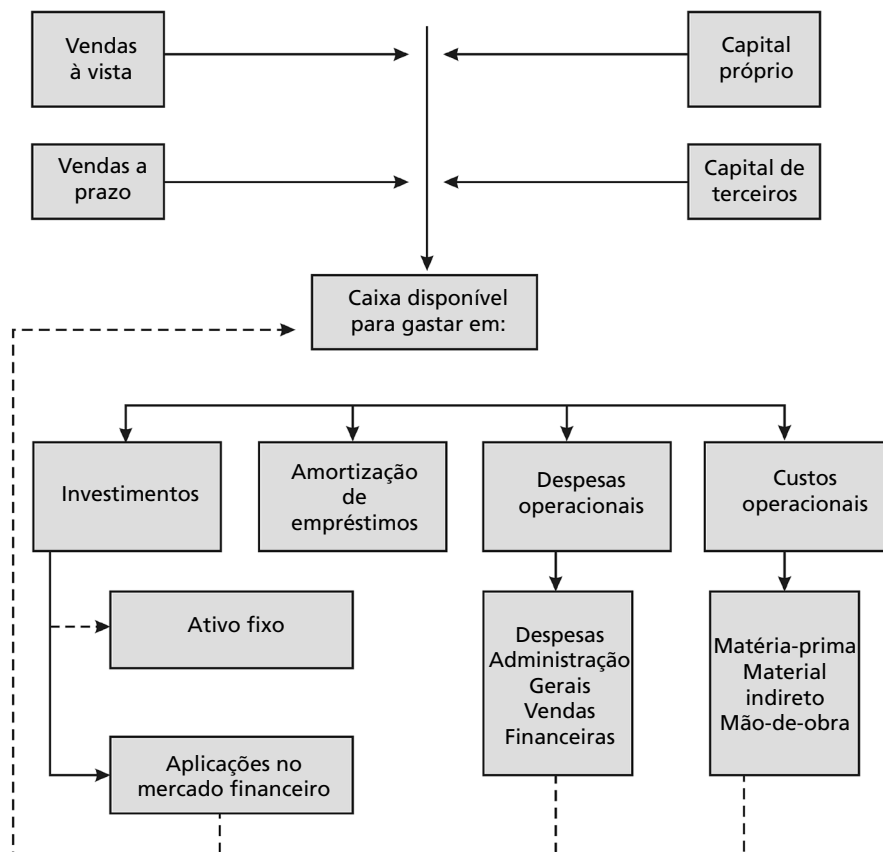 Vendas
à vista
Capital
próprio
Vendas a
prazo
Capital de
terceiros
Caixa disponível
para gastar em:
Investimentos
Amortização
de
empréstimos
Despesas
operacionais
Custos
operacionais
Ativo fixo
Despesas
Administração
Gerais
Vendas
Financeiras
Matéria-prima
Material
indireto
Mão-de-obra
Aplicações no
mercado financeiro